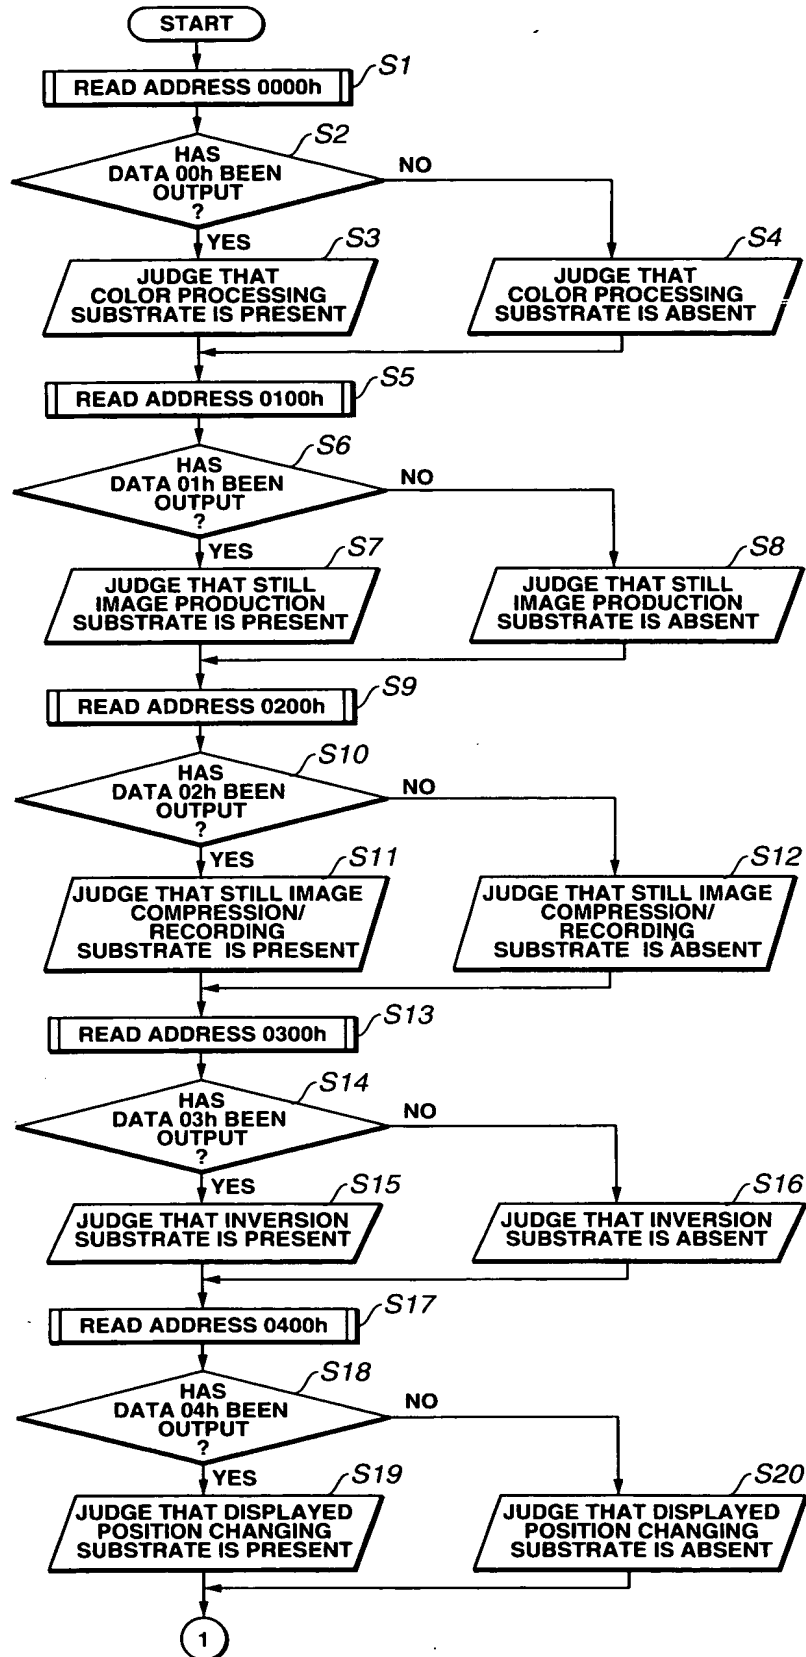 START
READ ADDRESS 0000h
S1
HAS
DATA 00h BEEN
OUTPUT
?
S2
NO
YES
S3
JUDGE THAT
COLOR PROCESSING
SUBSTRATE IS PRESENT
S4
JUDGE THAT
COLOR PROCESSING
SUBSTRATE IS ABSENT
READ ADDRESS 0100h
S5
HAS
DATA 01h BEEN
OUTPUT
?
S6
NO
YES
S7
JUDGE THAT STILL
IMAGE PRODUCTION
SUBSTRATE IS PRESENT
S8
JUDGE THAT STILL
IMAGE PRODUCTION
SUBSTRATE IS ABSENT
READ ADDRESS 0200h
S9
HAS
DATA 02h BEEN
OUTPUT
?
S10
NO
YES
S11
JUDGE THAT STILL IMAGE
COMPRESSION/
RECORDING
SUBSTRATE IS PRESENT
S12
JUDGE THAT STILL IMAGE
COMPRESSION/
RECORDING
SUBSTRATE IS ABSENT
READ ADDRESS 0300h
S13
HAS
DATA 03h BEEN
OUTPUT
?
S14
NO
YES
S15
JUDGE THAT INVERSION
SUBSTRATE IS PRESENT
S16
JUDGE THAT INVERSION
SUBSTRATE IS ABSENT
READ ADDRESS 0400h
S17
HAS
DATA 04h BEEN
OUTPUT
?
S18
NO
YES
S19
JUDGE THAT DISPLAYED
POSITION CHANGING
SUBSTRATE IS PRESENT
S20
JUDGE THAT DISPLAYED
POSITION CHANGING
SUBSTRATE IS ABSENT
1